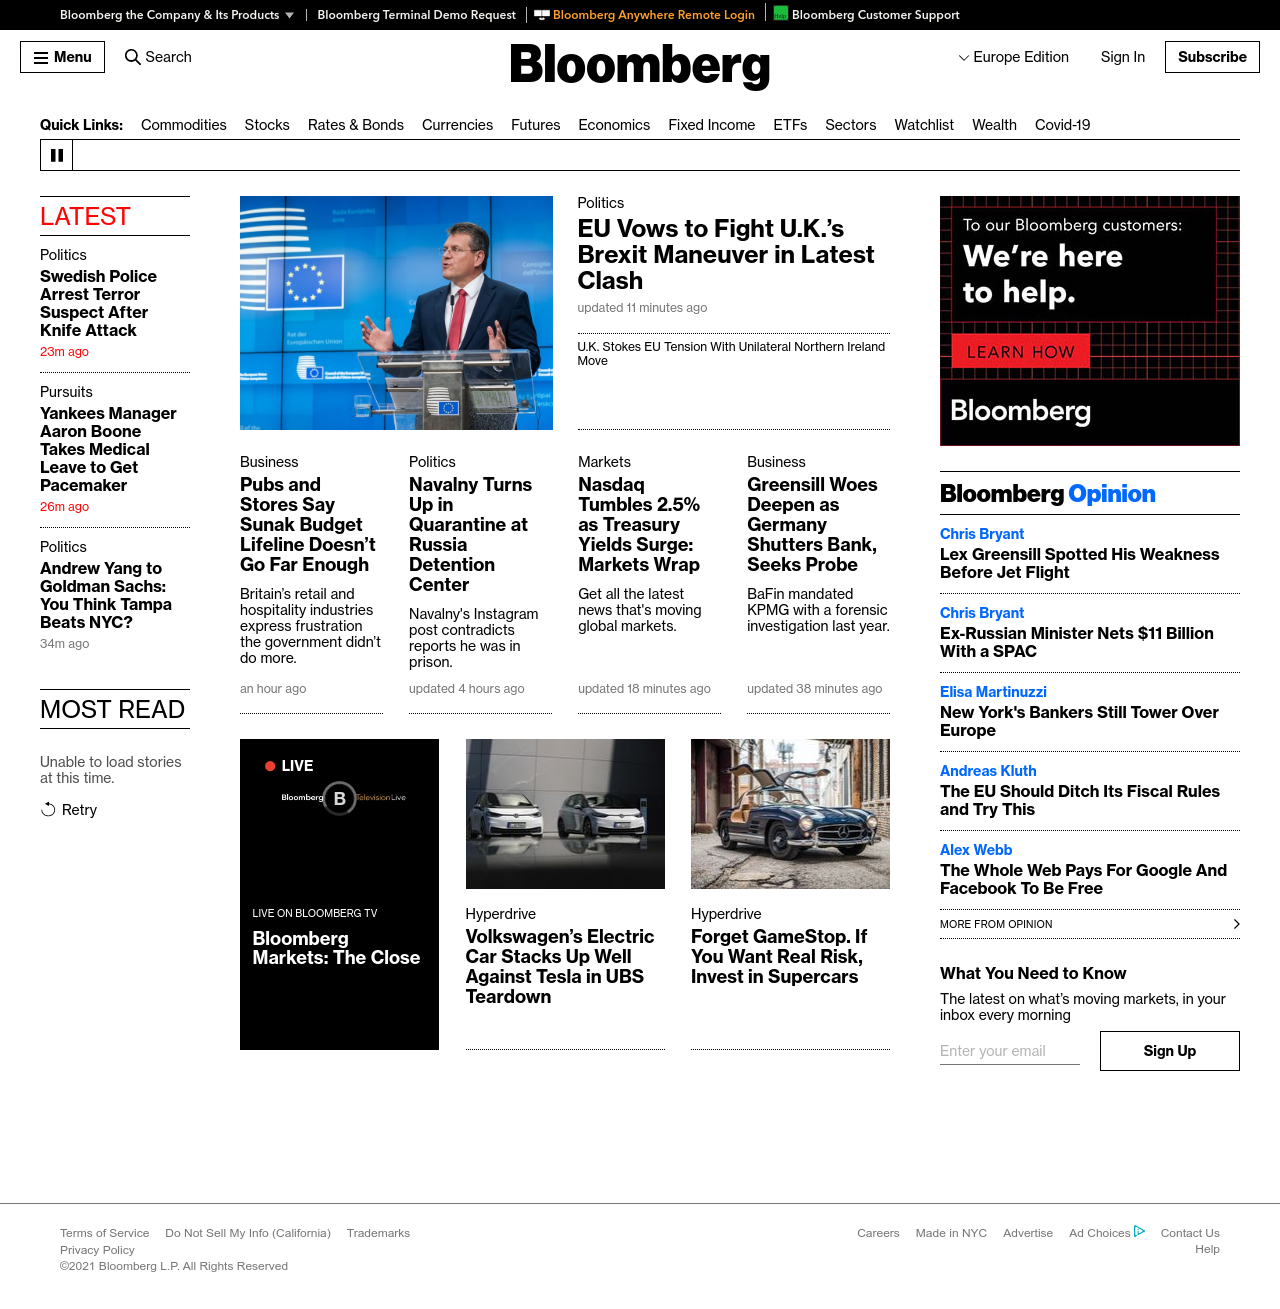 Bloomberg the Company & Its Products
Bloomberg Terminal Demo Request
Bloomberg Anywhere Remote Login
Bloomberg Customer Support
Menu
Search
Bloomberg
Europe Edition
Sign In
Subscribe
Quick Links:
Commodities
Stocks
Rates & Bonds
Currencies
Futures
Economics
Fixed Income
ETFs
Sectors
Watchlist
Wealth
Covid-19
LATEST
Politics
Swedish Police
Arrest Terror
Suspect After
Knife Attack
23m ago
Pursuits
Yankees Manager
Aaron Boone
Takes Medical
Leave to Get
Pacemaker
26m ago
Politics
Andrew Yang to
Goldman Sachs:
You Think Tampa
Beats NYC?
34m ago
MOST READ
Unable to load stories
at this time.
Retry
Politics
EU Vows to Fight U.K.’s
Brexit Maneuver in Latest
Clash
updated 11 minutes ago
U.K. Stokes EU Tension With Unilateral Northern Ireland
Move
Business
Pubs and
Stores Say
Sunak Budget
Lifeline Doesn’t
Go Far Enough
Britain’s retail and
hospitality industries
express frustration
the government didn’t
do more.
an hour ago
Politics
Navalny Turns
Up in
Quarantine at
Russia
Detention
Center
Navalny's Instagram
post contradicts
reports he was in
prison.
updated 4 hours ago
Markets
Nasdaq
Tumbles 2.5%
as Treasury
Yields Surge:
Markets Wrap
Get all the latest
news that's moving
global markets.
updated 18 minutes ago
Business
Greensill Woes
Deepen as
Germany
Shutters Bank,
Seeks Probe
BaFin mandated
KPMG with a forensic
investigation last year.
updated 38 minutes ago
LIVE
Bloomberg B Television Live
LIVE ON BLOOMBERG TV
Bloomberg
Markets: The Close
Hyperdrive
Volkswagen’s Electric
Car Stacks Up Well
Against Tesla in UBS
Teardown
Hyperdrive
Forget GameStop. If
You Want Real Risk,
Invest in Supercars
To our Bloomberg customers:
We’re here
to help.
LEARN HOW
Bloomberg
Bloomberg Opinion
Chris Bryant
Lex Greensill Spotted His Weakness
Before Jet Flight
Chris Bryant
Ex-Russian Minister Nets $11 Billion
With a SPAC
Elisa Martinuzzi
New York's Bankers Still Tower Over
Europe
Andreas Kluth
The EU Should Ditch Its Fiscal Rules
and Try This
Alex Webb
The Whole Web Pays For Google And
Facebook To Be Free
MORE FROM OPINION
What You Need to Know
The latest on what’s moving markets, in your
inbox every morning
Enter your email
Sign Up
Terms of Service
Do Not Sell My Info (California)
Trademarks
Privacy Policy
©2021 Bloomberg L.P. All Rights Reserved
Careers
Made in NYC
Advertise
Ad Choices
Contact Us
Help